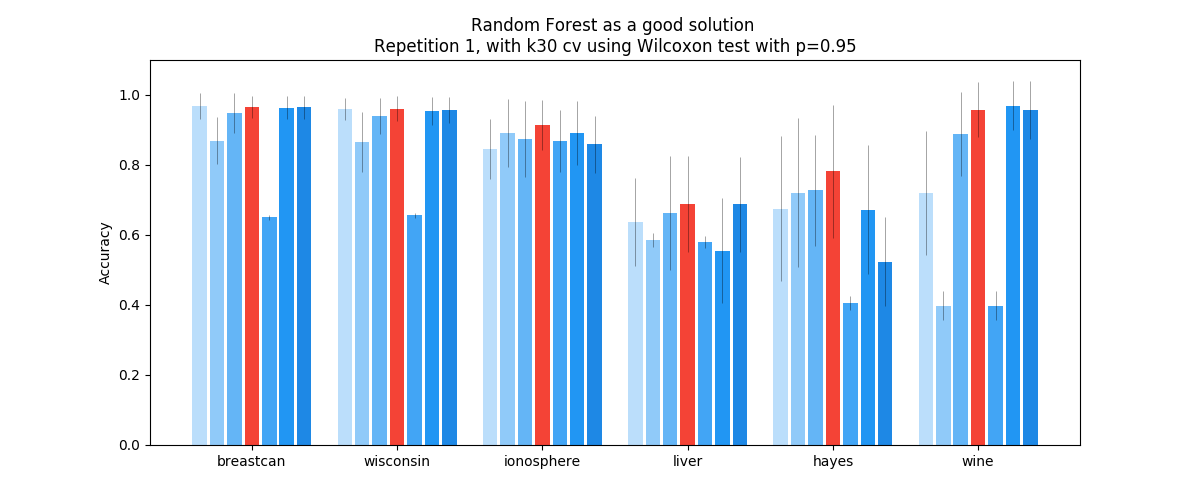 Random Forest as a good solution
Repetition 1, with k30 cv using Wilcoxon test with p=0.95
1.0
0.8
0.6
0.4
0.2
0.0
Accuracy
breastcan wisconsin ionosphere liver hayes wine